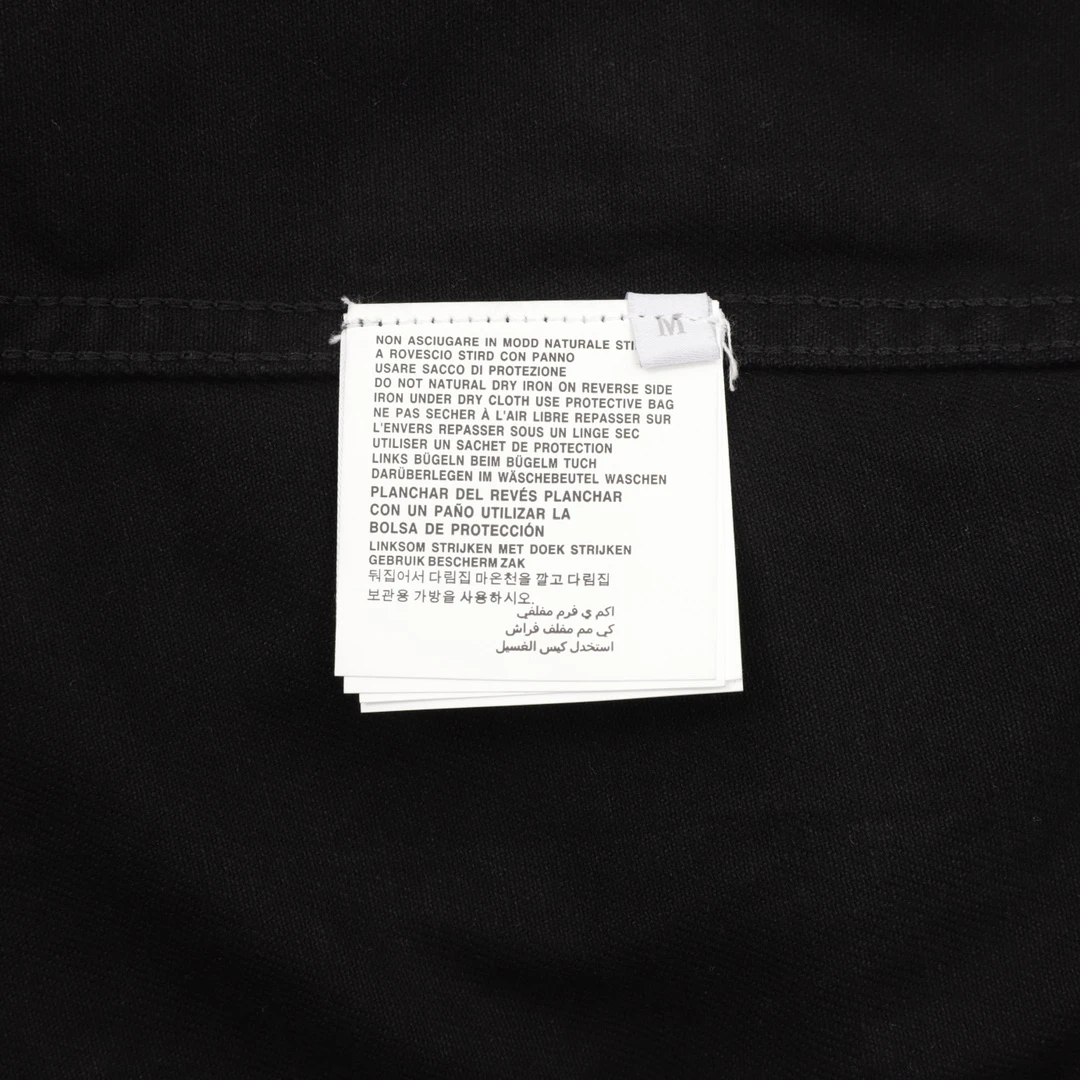 M
NON ASCIUGARE IN MODD NATURALE
A ROVESCIO STIRD CON PANNO
USARE SACCO DI PROTEZIONE
DO NOT NATURAL DRY IRON ON REVERSE SIDE
IRON UNDER DRY CLOTH USE PROTECTIVE BAG
NE PAS SECHER À L'AIR LIBRE REPASSER SUR
L'ENVERS REPASSER SOUS UN LINGE SEC
UTILISER UN SACHET DE PROTECTION
LINKS BÜGELN BEIM BÜGELM TUCH
DARÜBERLEGEN IM WÄSCHEBEUTEL WASCHEN
PLANCHAR DEL REVÉS PLANCHAR
CON UN PAÑO UTILIZAR LA
BOLSA DE PROTECCIÓN
LINKSOM STRIJKEN MET DOEK STRIJKEN
GEBRUIK BESCHERM ZAK
뒤집어서 다림집 마온천을 깔고 다림집
보관용 가방을 사용하시오.
اكم ي فرم مفلفي
كي مم مفلف فراش
استخدل كيس الغسيل